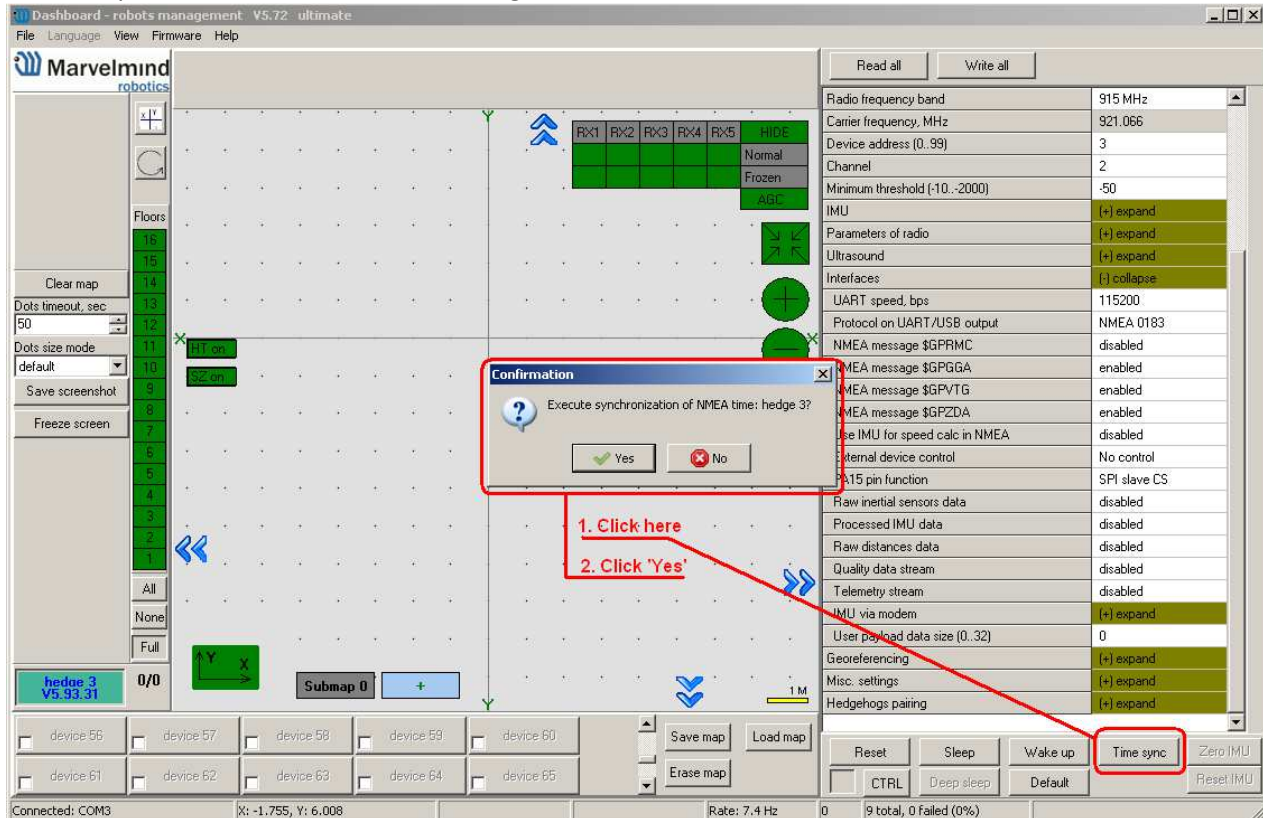 Dashboard - robots management V5.72 ultimate
File Language View Firmware Help
Marvelmind
robotics
Read all Write all
Radio frequency band 915 MHz
Carrier frequency, MHz 921.066
Device address (0..99) 3
Channel 2
Minimum threshold (-10..-2000) -50
IMU (+) expand
Parameters of radio (+) expand
Ultrasound (+) expand
Interfaces (-) collapse
UART speed, bps 115200
Protocol on UART/USB output NMEA 0183
NMEA message $GPRMC disabled
NMEA message $GPGGA enabled
NMEA message $GPVTG enabled
NMEA message $GPZDA enabled
Use IMU for speed calc in NMEA disabled
External device control No control
PA15 pin function SPI slave CS
Raw inertial sensors data disabled
Processed IMU data disabled
Raw distances data disabled
Quality data stream disabled
Telemetry stream disabled
IMU via modem (+) expand
User payload data size (0..32) 0
Georeferencing (+) expand
Misc. settings (+) expand
Hedgehogs pairing (+) expand
RX1 RX2 RX3 RX4 RX5 HIDE
Normal
Frozen
AGC
Y
X X
Y
Floors
16
15
14
13
12
11
10
9
8
7
6
5
4
3
2
1
All
None
Full
0/0
Clear map
Dots timeout, sec
50
Dots size mode
default
Save screenshot
Freeze screen
HT on
SZ on
Confirmation
Execute synchronization of NMEA time: hedge 3?
Yes No
1. Click here
2. Click 'Yes'
hedge 3
V5.93.31
Y X
Submap 0 +
1 M
device 56 device 57 device 58 device 59 device 60
device 61 device 62 device 63 device 64 device 65
Save map Load map
Erase map
Reset Sleep Wake up Time sync Zero IMU
CTRL Deep sleep Default Reset IMU
Connected: COM3 X: -1.755, Y: 6.008 Rate: 7.4 Hz 0 9 total, 0 failed (0%)